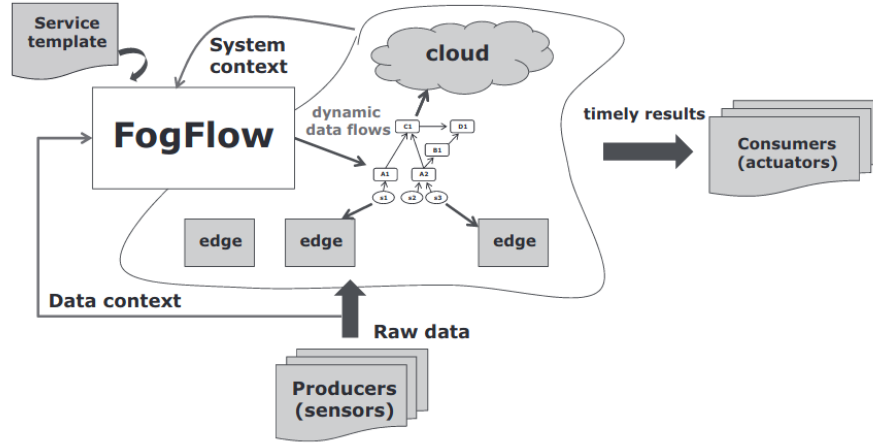 Service
template
System
context
cloud
FogFlow
dynamic
data flows
C1
D1
B1
A1
A2
s1
s2
s3
timely results
Consumers
(actuators)
edge
edge
edge
Data context
Raw data
Producers
(sensors)